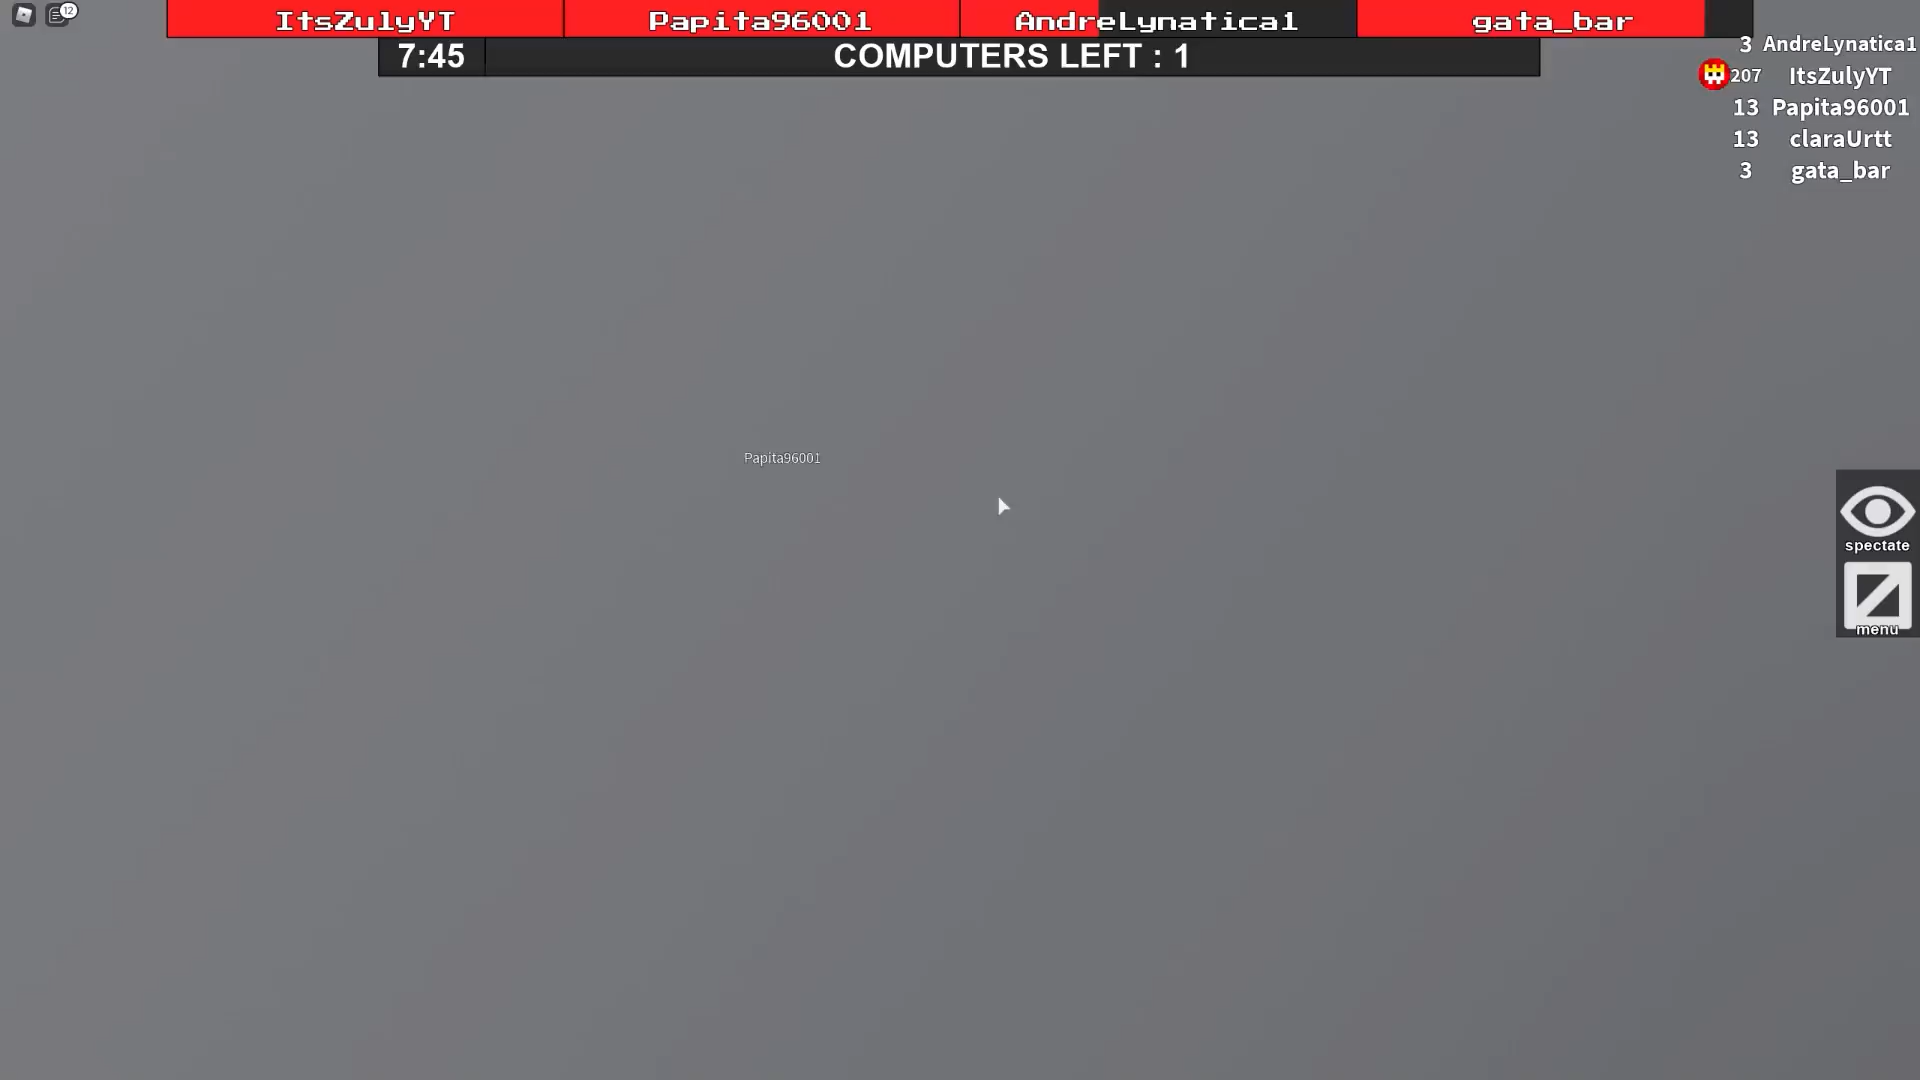 12
ItsZulyYT Papita96001 AndreLynatica1 gata_bar
7:45 COMPUTERS LEFT : 1
3 AndreLynatica1
207 ItsZulyYT
13 Papita96001
13 claraUrtt
3 gata_bar
Papita96001
spectate
menu